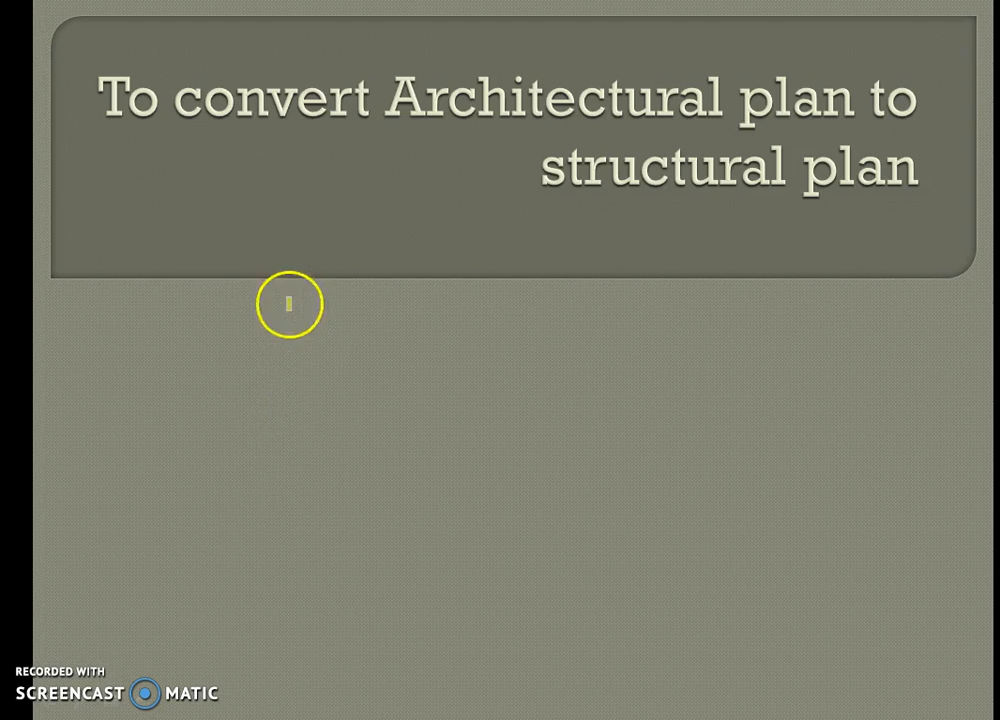 To convert Architectural plan to
structural plan
RECORDED WITH
SCREENCAST MATIC